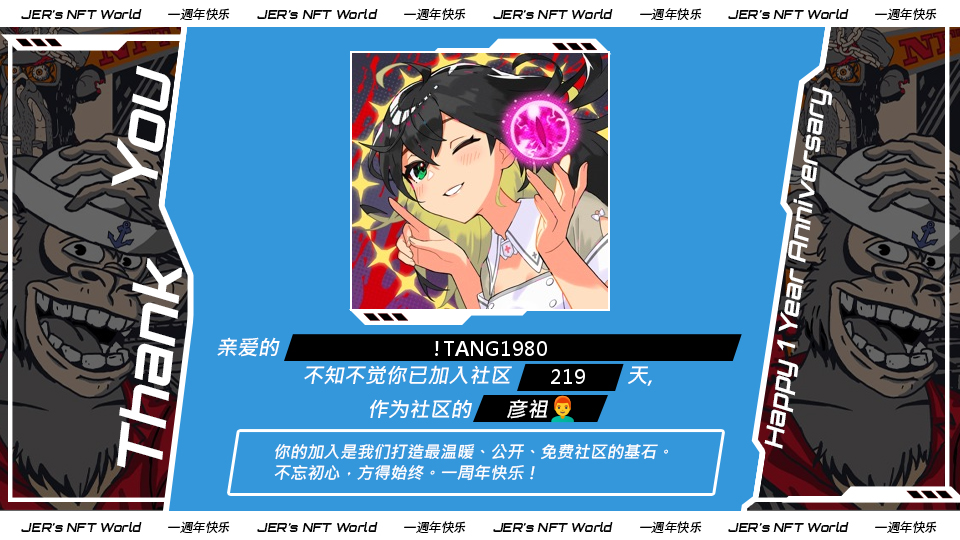 JER's NFT World 一週年快乐 JER's NFT World 一週年快乐 JER's NFT World 一週年快乐 JER's NFT World 一週年快乐
Thank You
亲爱的 !TANG1980
不知不觉你已加入社区 219 天,
作为社区的 彦祖👨‍🦰
你的加入是我们打造最温暖、公开、免费社区的基石。
不忘初心，方得始终。一周年快乐！
Happy 1 Year Anniversary
JER's NFT World 一週年快乐 JER's NFT World 一週年快乐 JER's NFT World 一週年快乐 JER's NFT World 一週年快乐